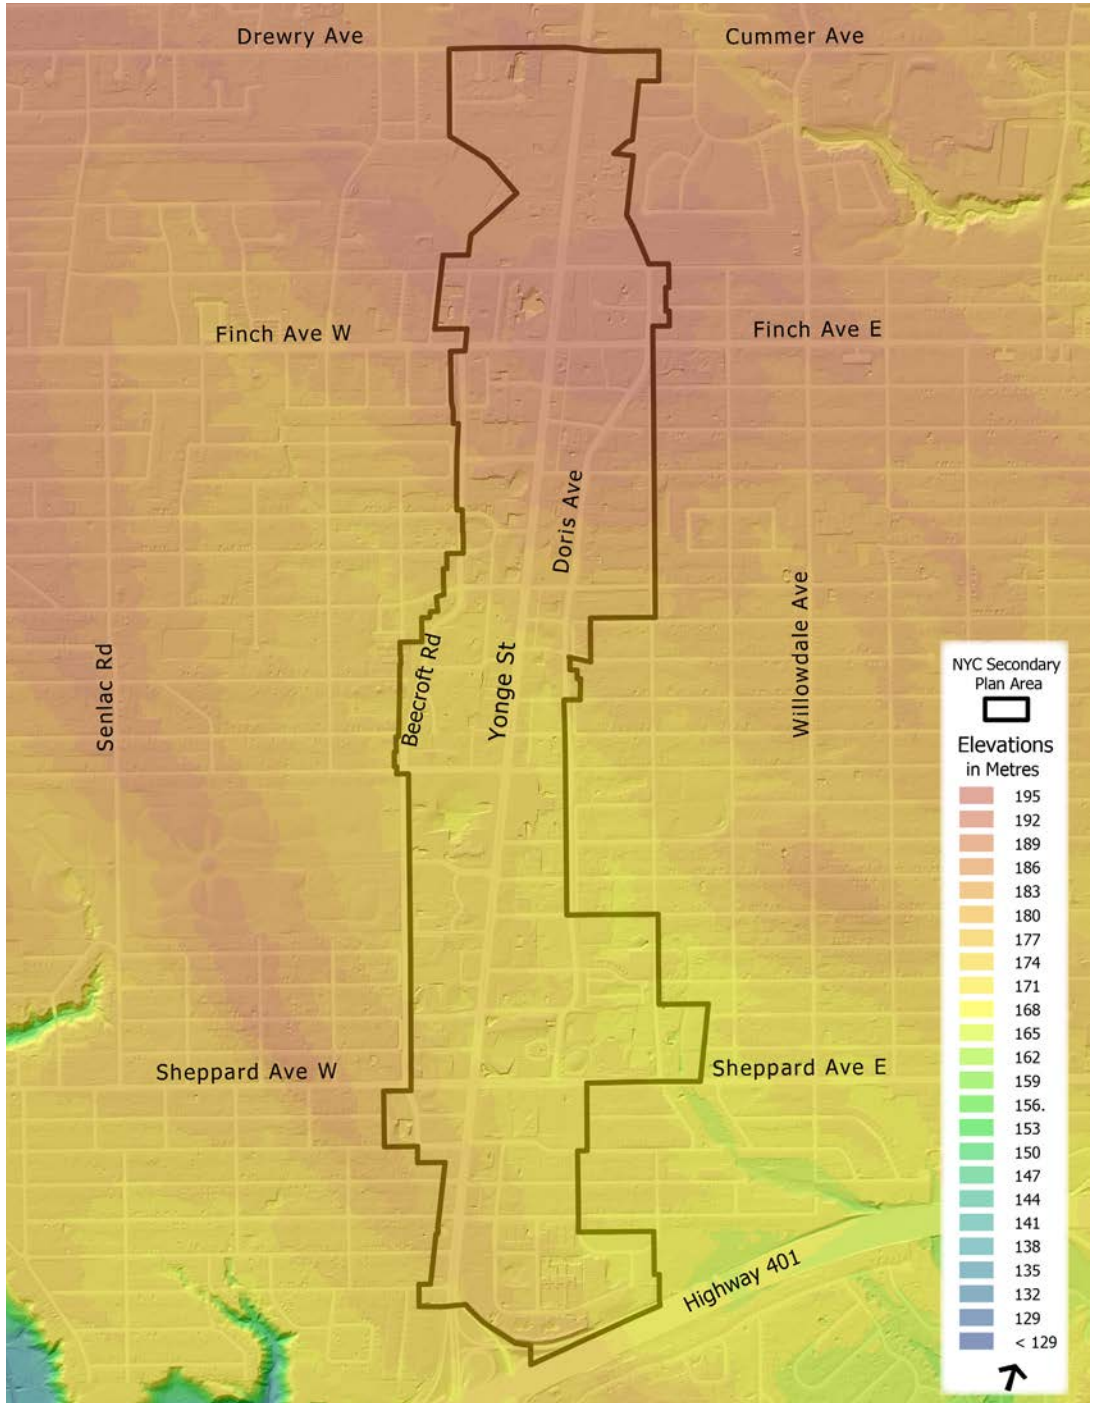 Drewry Ave
Cummer Ave
Finch Ave W
Finch Ave E
Doris Ave
Senlac Rd
Beecroft Rd
Yonge St
Willowdale Ave
Sheppard Ave W
Sheppard Ave E
Highway 401
NYC Secondary
Plan Area
Elevations
in Metres
195
192
189
186
183
180
177
174
171
168
165
162
159
156.
153
150
147
144
141
138
135
132
129
< 129